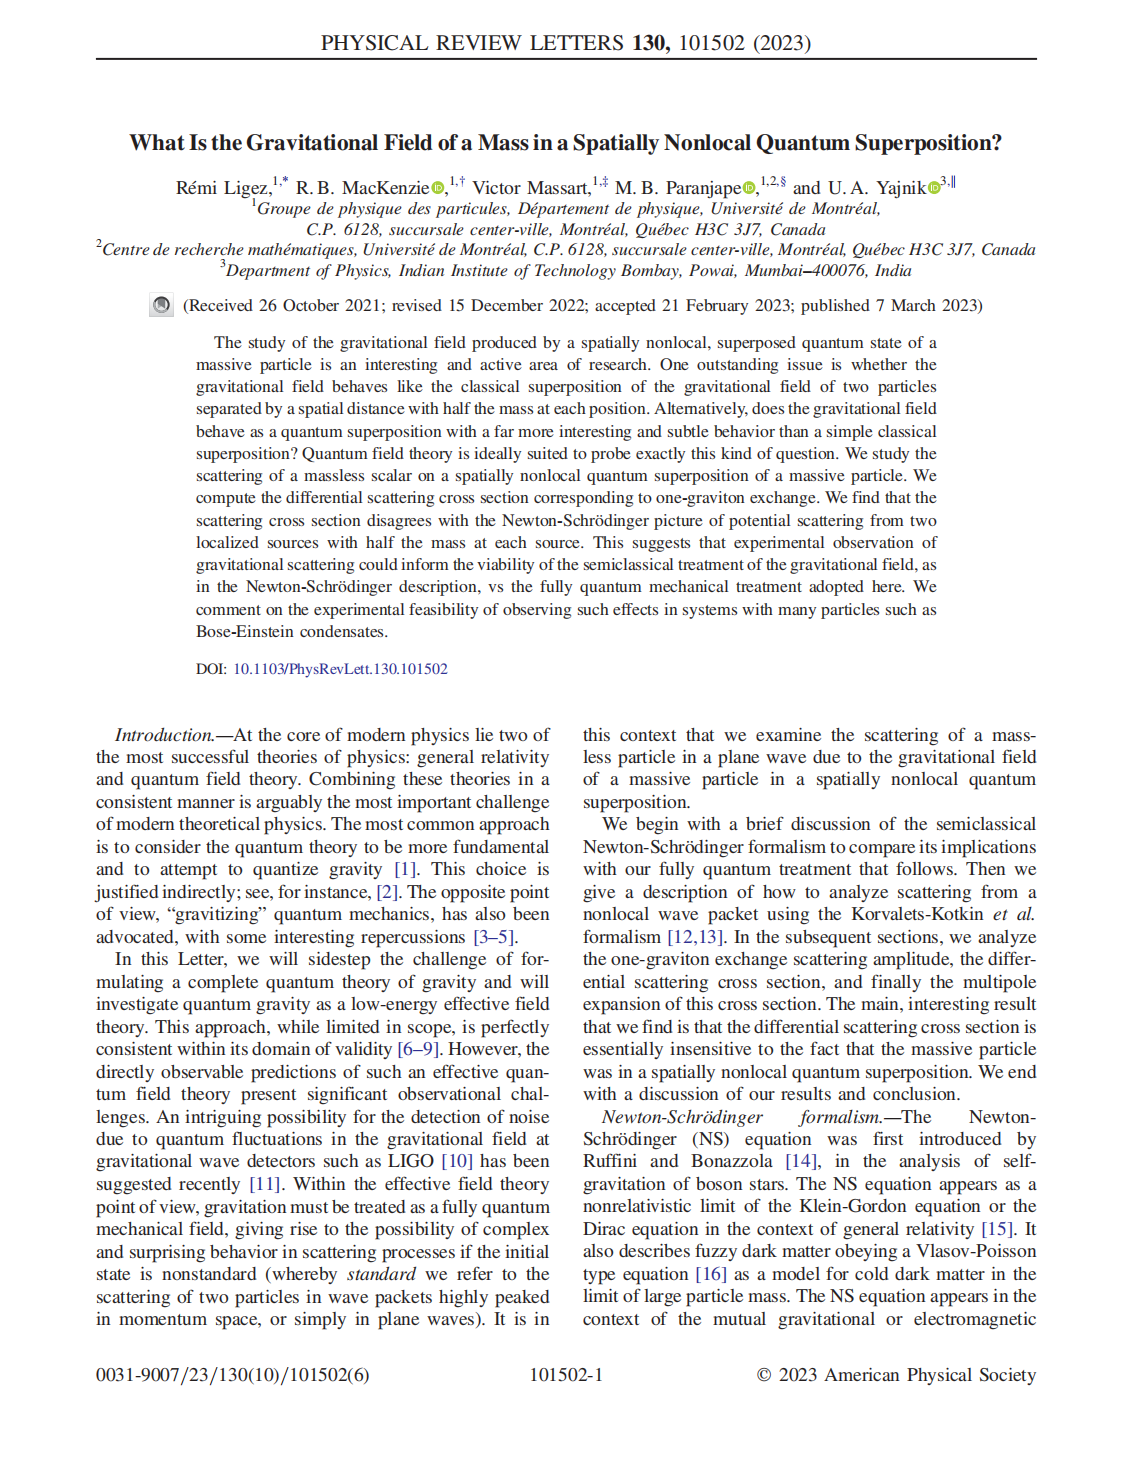 PHYSICAL REVIEW LETTERS 130, 101502 (2023)
What Is the Gravitational Field of a Mass in a Spatially Nonlocal Quantum Superposition?
Rémi Ligez,1,* R. B. MacKenzie,1,† Victor Massart,1,‡ M. B. Paranjape,1,2,§ and U. A. Yajnik3,∥
1Groupe de physique des particules, Département de physique, Université de Montréal,
C.P. 6128, succursale center-ville, Montréal, Québec H3C 3J7, Canada
2Centre de recherche mathématiques, Université de Montréal, C.P. 6128, succursale center-ville, Montréal, Québec H3C 3J7, Canada
3Department of Physics, Indian Institute of Technology Bombay, Powai, Mumbai–400076, India
(Received 26 October 2021; revised 15 December 2022; accepted 21 February 2023; published 7 March 2023)
The study of the gravitational field produced by a spatially nonlocal, superposed quantum state of a
massive particle is an interesting and active area of research. One outstanding issue is whether the
gravitational field behaves like the classical superposition of the gravitational field of two particles
separated by a spatial distance with half the mass at each position. Alternatively, does the gravitational field
behave as a quantum superposition with a far more interesting and subtle behavior than a simple classical
superposition? Quantum field theory is ideally suited to probe exactly this kind of question. We study the
scattering of a massless scalar on a spatially nonlocal quantum superposition of a massive particle. We
compute the differential scattering cross section corresponding to one-graviton exchange. We find that the
scattering cross section disagrees with the Newton-Schrödinger picture of potential scattering from two
localized sources with half the mass at each source. This suggests that experimental observation of
gravitational scattering could inform the viability of the semiclassical treatment of the gravitational field, as
in the Newton-Schrödinger description, vs the fully quantum mechanical treatment adopted here. We
comment on the experimental feasibility of observing such effects in systems with many particles such as
Bose-Einstein condensates.
DOI: 10.1103/PhysRevLett.130.101502
Introduction.—At the core of modern physics lie two of
the most successful theories of physics: general relativity
and quantum field theory. Combining these theories in a
consistent manner is arguably the most important challenge
of modern theoretical physics. The most common approach
is to consider the quantum theory to be more fundamental
and to attempt to quantize gravity [1]. This choice is
justified indirectly; see, for instance, [2]. The opposite point
of view, “gravitizing” quantum mechanics, has also been
advocated, with some interesting repercussions [3–5].
In this Letter, we will sidestep the challenge of for-
mulating a complete quantum theory of gravity and will
investigate quantum gravity as a low-energy effective field
theory. This approach, while limited in scope, is perfectly
consistent within its domain of validity [6–9]. However, the
directly observable predictions of such an effective quan-
tum field theory present significant observational chal-
lenges. An intriguing possibility for the detection of noise
due to quantum fluctuations in the gravitational field at
gravitational wave detectors such as LIGO [10] has been
suggested recently [11]. Within the effective field theory
point of view, gravitation must be treated as a fully quantum
mechanical field, giving rise to the possibility of complex
and surprising behavior in scattering processes if the initial
state is nonstandard (whereby standard we refer to the
scattering of two particles in wave packets highly peaked
in momentum space, or simply in plane waves). It is in
this context that we examine the scattering of a mass-
less particle in a plane wave due to the gravitational field
of a massive particle in a spatially nonlocal quantum
superposition.
We begin with a brief discussion of the semiclassical
Newton-Schrödinger formalism to compare its implications
with our fully quantum treatment that follows. Then we
give a description of how to analyze scattering from a
nonlocal wave packet using the Korvalets-Kotkin et al.
formalism [12,13]. In the subsequent sections, we analyze
the one-graviton exchange scattering amplitude, the differ-
ential scattering cross section, and finally the multipole
expansion of this cross section. The main, interesting result
that we find is that the differential scattering cross section is
essentially insensitive to the fact that the massive particle
was in a spatially nonlocal quantum superposition. We end
with a discussion of our results and conclusion.
Newton-Schrödinger formalism.—The Newton-
Schrödinger (NS) equation was first introduced by
Ruffini and Bonazzola [14], in the analysis of self-
gravitation of boson stars. The NS equation appears as a
nonrelativistic limit of the Klein-Gordon equation or the
Dirac equation in the context of general relativity [15]. It
also describes fuzzy dark matter obeying a Vlasov-Poisson
type equation [16] as a model for cold dark matter in the
limit of large particle mass. The NS equation appears in the
context of the mutual gravitational or electromagnetic
0031-9007/23/130(10)/101502(6)
101502-1
© 2023 American Physical Society